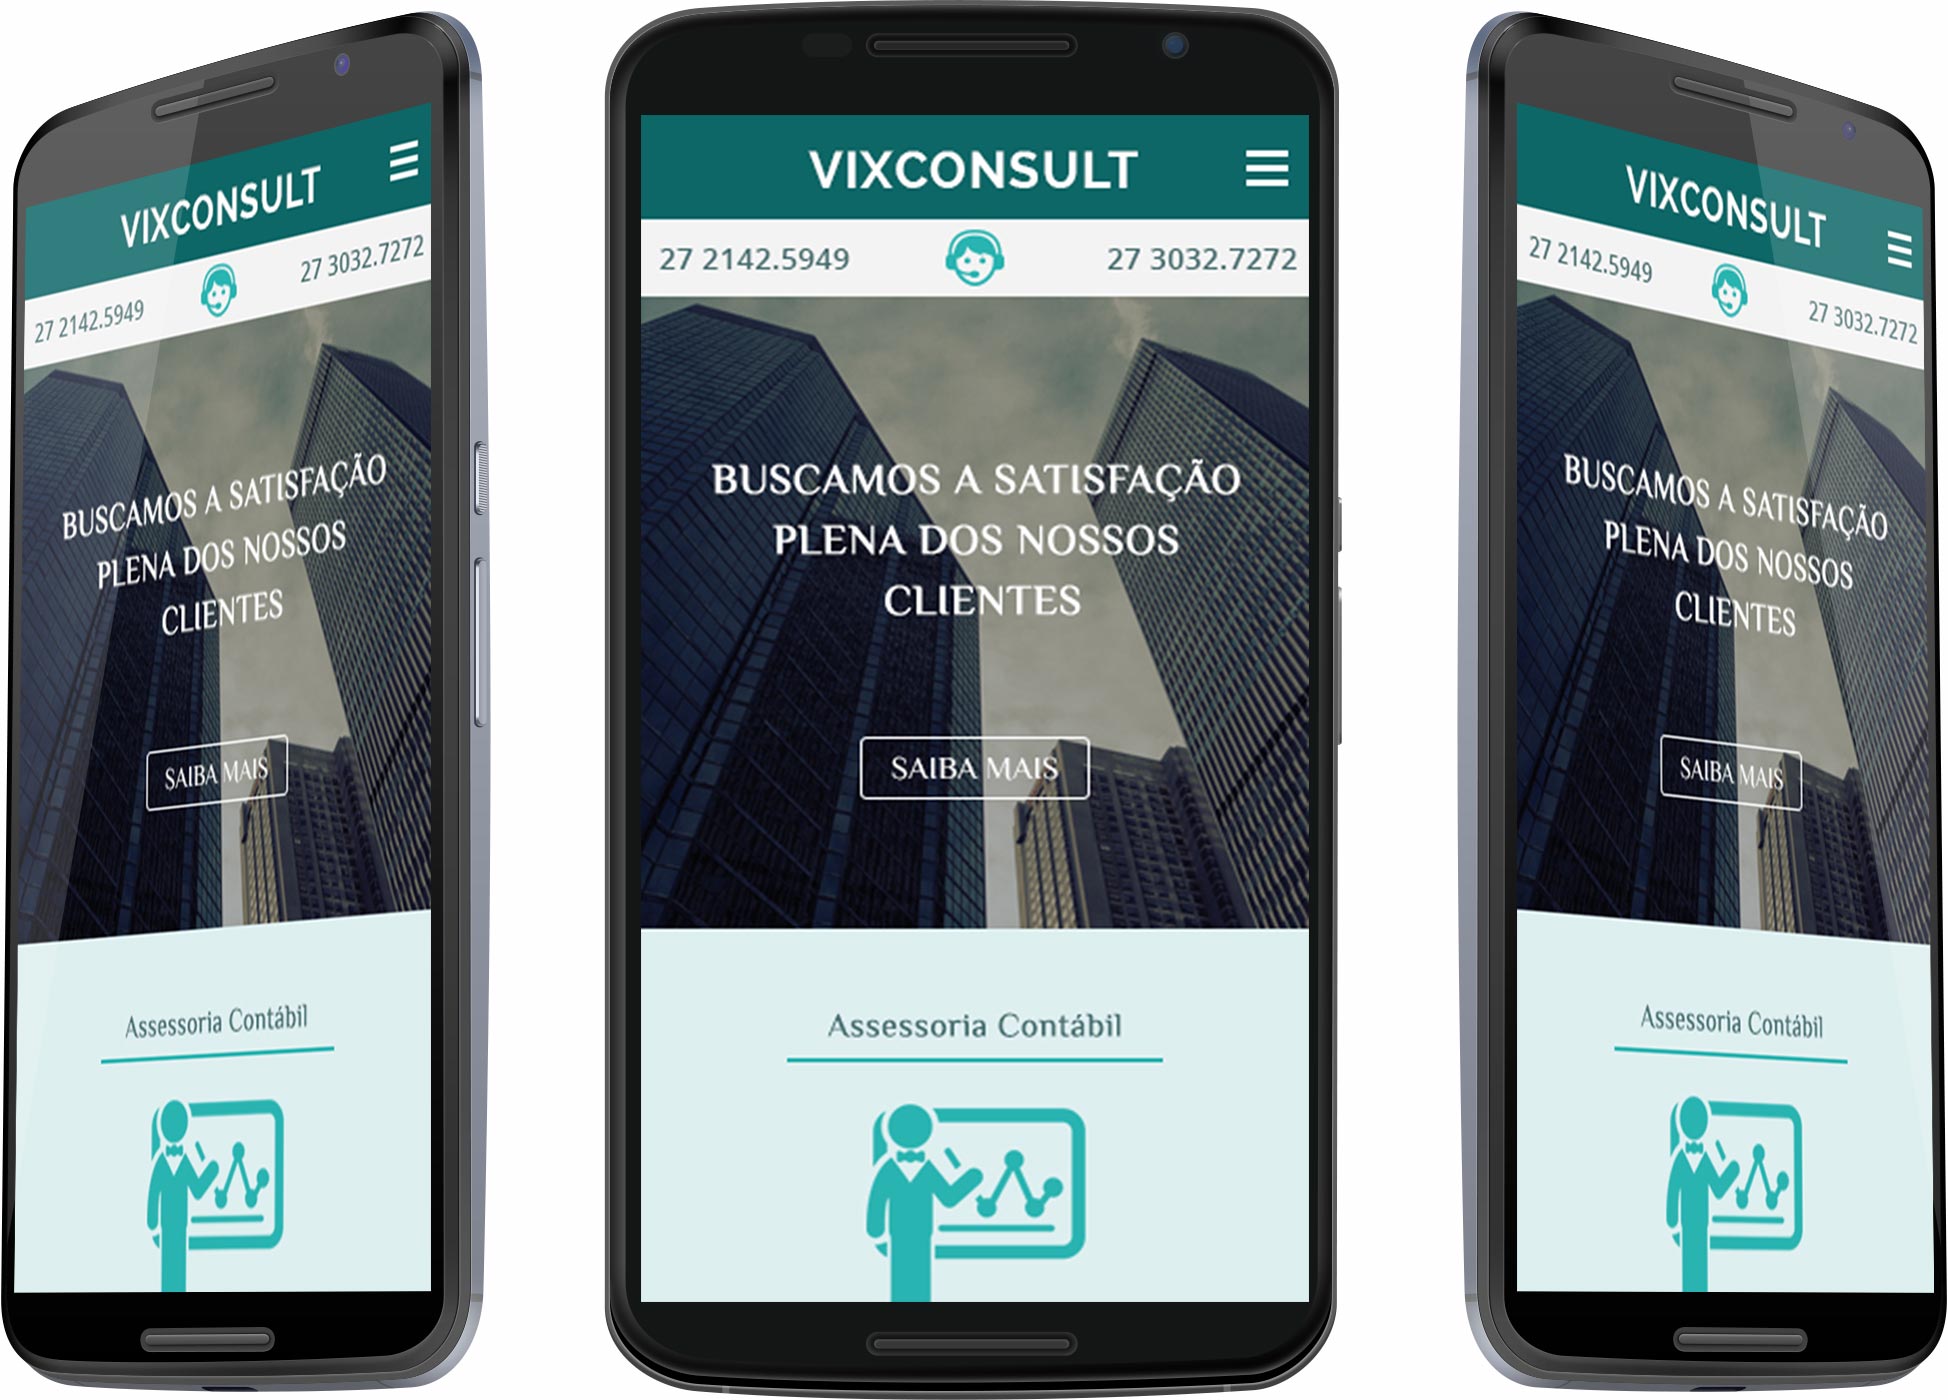 VIXCONSULT
27 2142.5949
27 3032.7272
BUSCAMOS A SATISFAÇÃO
PLENA DOS NOSSOS
CLIENTES
SAIBA MAIS
Assessoria Contábil
VIXCONSULT
27 2142.5949
27 3032.7272
BUSCAMOS A SATISFAÇÃO
PLENA DOS NOSSOS
CLIENTES
SAIBA MAIS
Assessoria Contábil
VIXCONSULT
27 2142.5949
27 3032.7272
BUSCAMOS A SATISFAÇÃO
PLENA DOS NOSSOS
CLIENTES
SAIBA MAIS
Assessoria Contábil